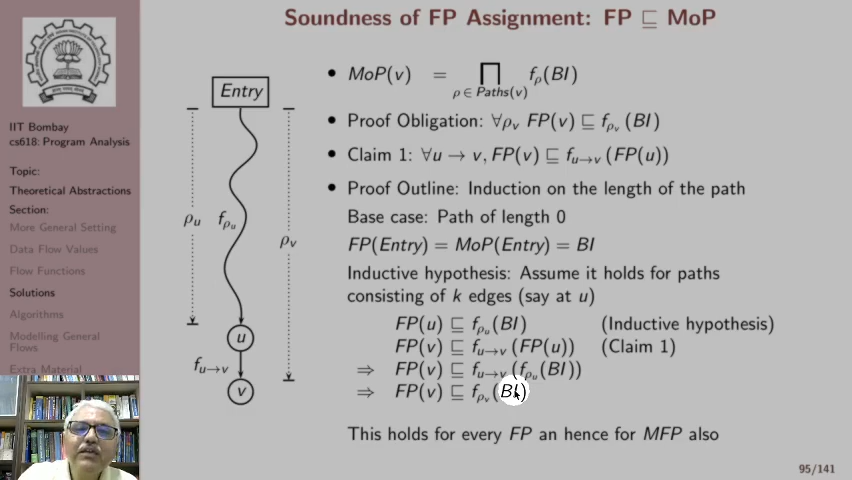 Soundness of FP Assignment: FP ⊑ MoP
IIT Bombay
cs618: Program Analysis
Topic:
Theoretical Abstractions
Section:
More General Setting
Data Flow Values
Flow Functions
Solutions
Algorithms
Modelling General
Flows
Extra Material
Entry
ρu
fρu
ρv
u
fu→v
v
• MoP(v) = ∏ fρ(BI)
ρ ∈ Paths(v)
• Proof Obligation: ∀ρv FP(v) ⊑ fρv (BI)
• Claim 1: ∀u → v, FP(v) ⊑ fu→v (FP(u))
• Proof Outline: Induction on the length of the path
Base case: Path of length 0
FP(Entry) = MoP(Entry) = BI
Inductive hypothesis: Assume it holds for paths
consisting of k edges (say at u)
FP(u) ⊑ fρu (BI) (Inductive hypothesis)
FP(v) ⊑ fu→v (FP(u)) (Claim 1)
⇒ FP(v) ⊑ fu→v (fρu (BI))
⇒ FP(v) ⊑ fρv (BI)
This holds for every FP an hence for MFP also
95/141